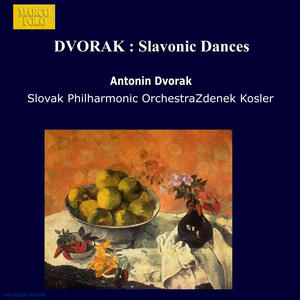 MARCO
POLO
DVORAK : Slavonic Dances
Antonin Dvorak
Slovak Philharmonic OrchestraZdenek Kosler